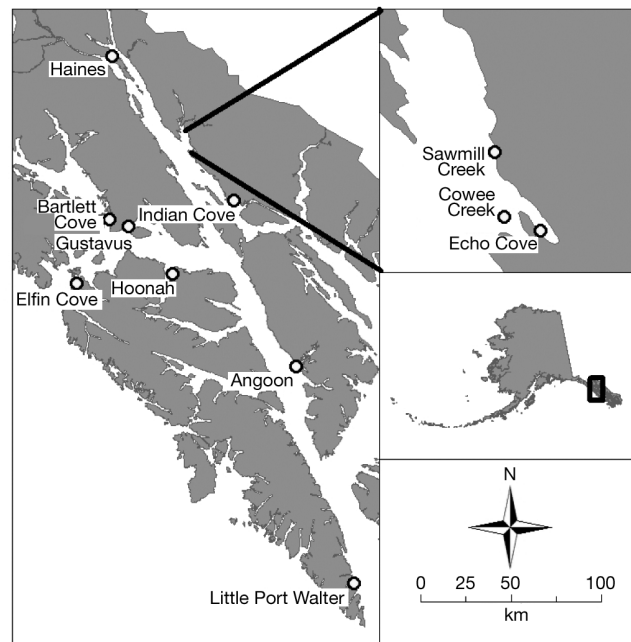 Haines
Bartlett
Cove
Indian Cove
Gustavus
Hoonah
Elfin Cove
Angoon
Little Port Walter
Sawmill
Creek
Cowee
Creek
Echo Cove
N
0 25 50 100
km